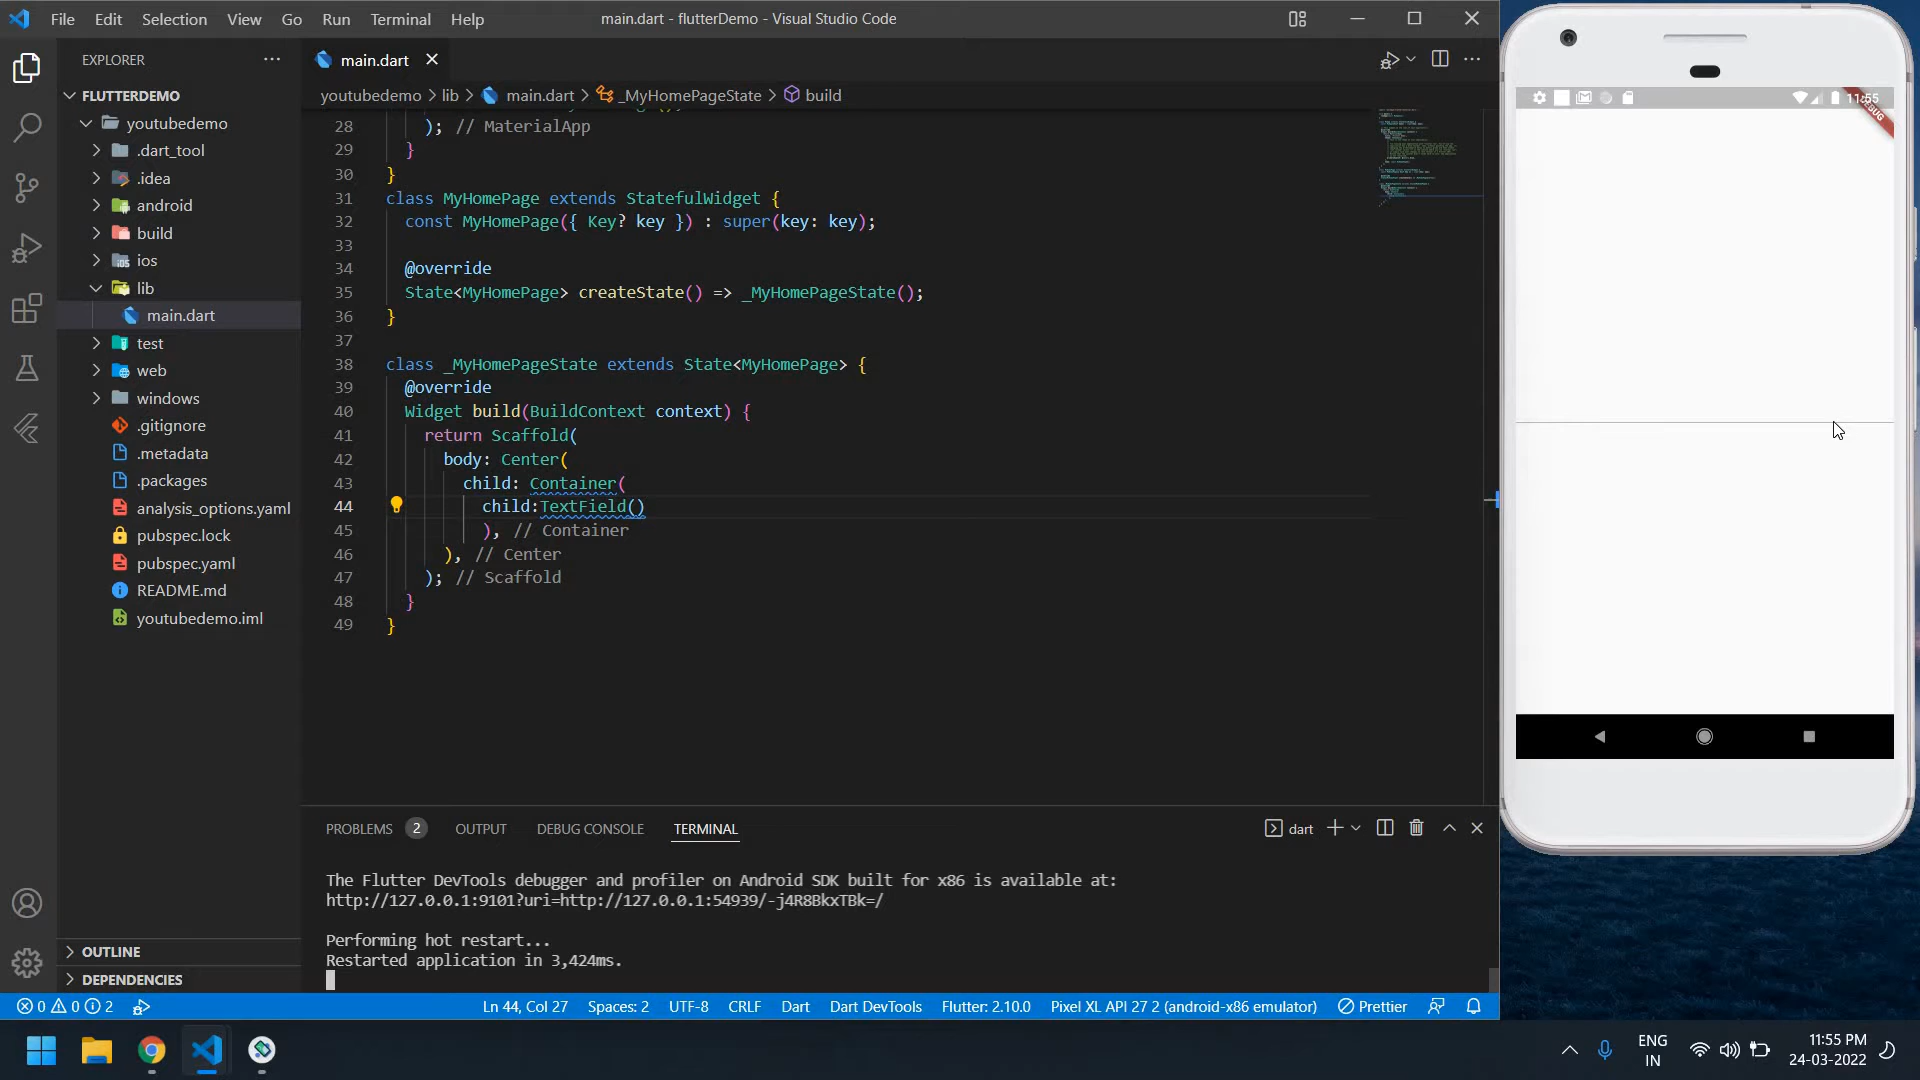 File Edit Selection View Go Run Terminal Help
main.dart - flutterDemo - Visual Studio Code
EXPLORER
FLUTTERDEMO
youtubedemo
.dart_tool
.idea
android
build
ios
lib
main.dart
test
web
windows
.gitignore
.metadata
.packages
analysis_options.yaml
pubspec.lock
pubspec.yaml
README.md
youtubedemo.iml
OUTLINE
DEPENDENCIES
main.dart
youtubedemo > lib > main.dart > _MyHomePageState > build
28 ); // MaterialApp
29 }
30 }
31 class MyHomePage extends StatefulWidget {
32 const MyHomePage({ Key? key }) : super(key: key);
33
34 @override
35 State<MyHomePage> createState() => _MyHomePageState();
36 }
37
38 class _MyHomePageState extends State<MyHomePage> {
39 @override
40 Widget build(BuildContext context) {
41 return Scaffold(
42 body: Center(
43 child: Container(
44 child:TextField()
45 ), // Container
46 ), // Center
47 ); // Scaffold
48 }
49 }
PROBLEMS 2 OUTPUT DEBUG CONSOLE TERMINAL
dart
The Flutter DevTools debugger and profiler on Android SDK built for x86 is available at:
http://127.0.0.1:9101?uri=http://127.0.0.1:54939/-j4R8BkxTBk=/
Performing hot restart...
Restarted application in 3,424ms.
0 0 2
Ln 44, Col 27 Spaces: 2 UTF-8 CRLF Dart Dart DevTools Flutter: 2.10.0 Pixel XL API 27 2 (android-x86 emulator) Prettier
11:55
ENG
IN
11:55 PM
24-03-2022